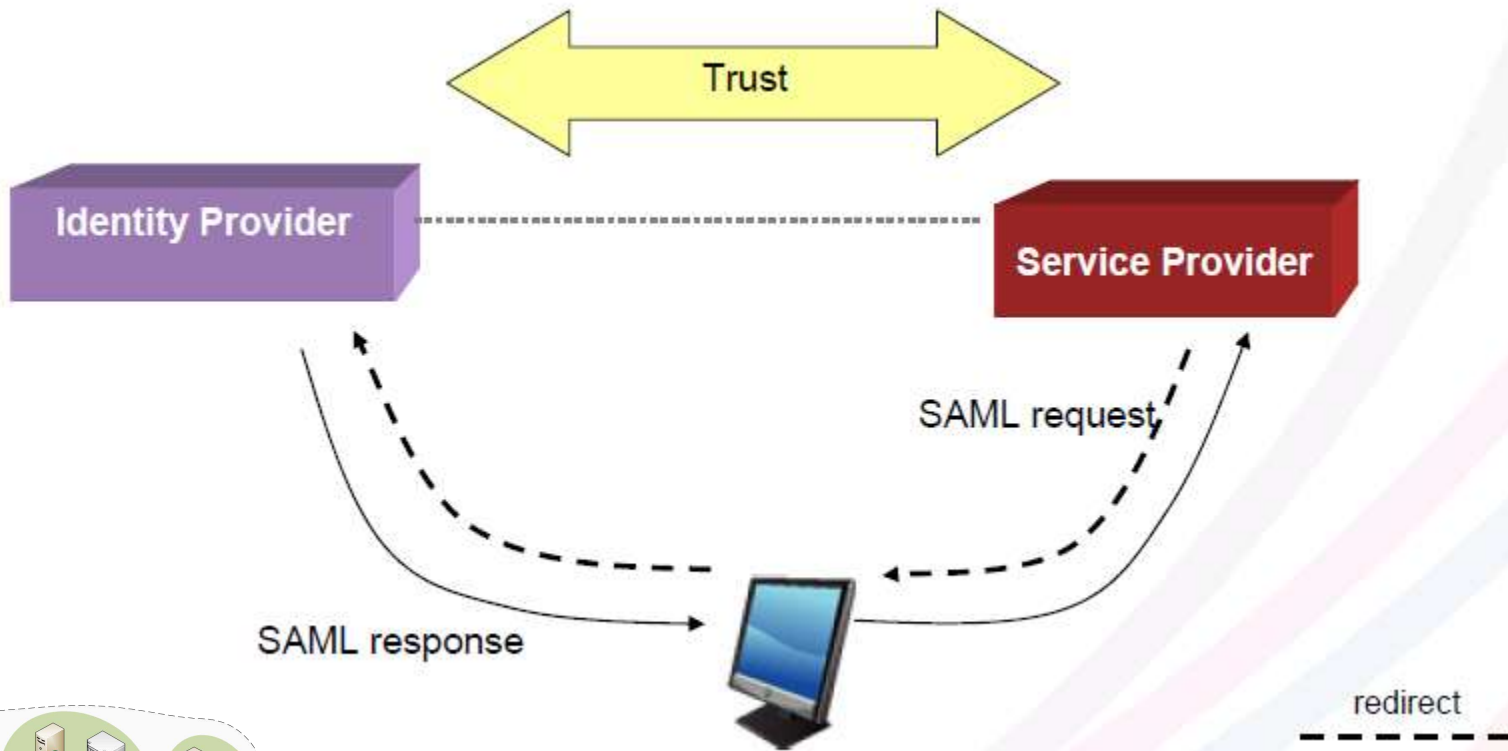 Trust
Identity Provider
Service Provider
SAML request
SAML response
redirect